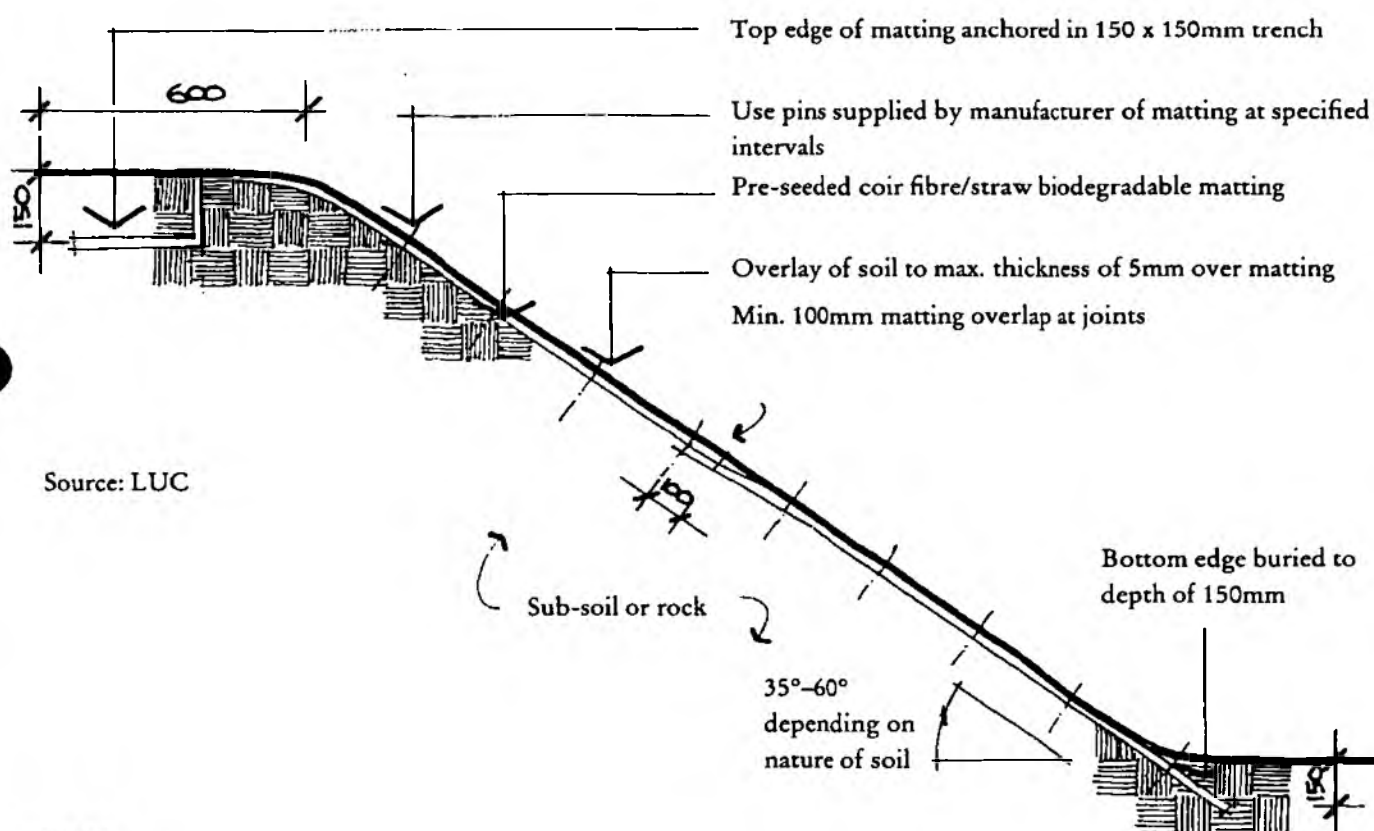 Top edge of matting anchored in 150 x 150mm trench
600
Use pins supplied by manufacturer of matting at specified
intervals
150
Pre-seeded coir fibre/straw biodegradable matting
Overlay of soil to max. thickness of 5mm over matting
Min. 100mm matting overlap at joints
Source: LUC
100
Bottom edge buried to
depth of 150mm
Sub-soil or rock
35°–60°
depending on
nature of soil
150